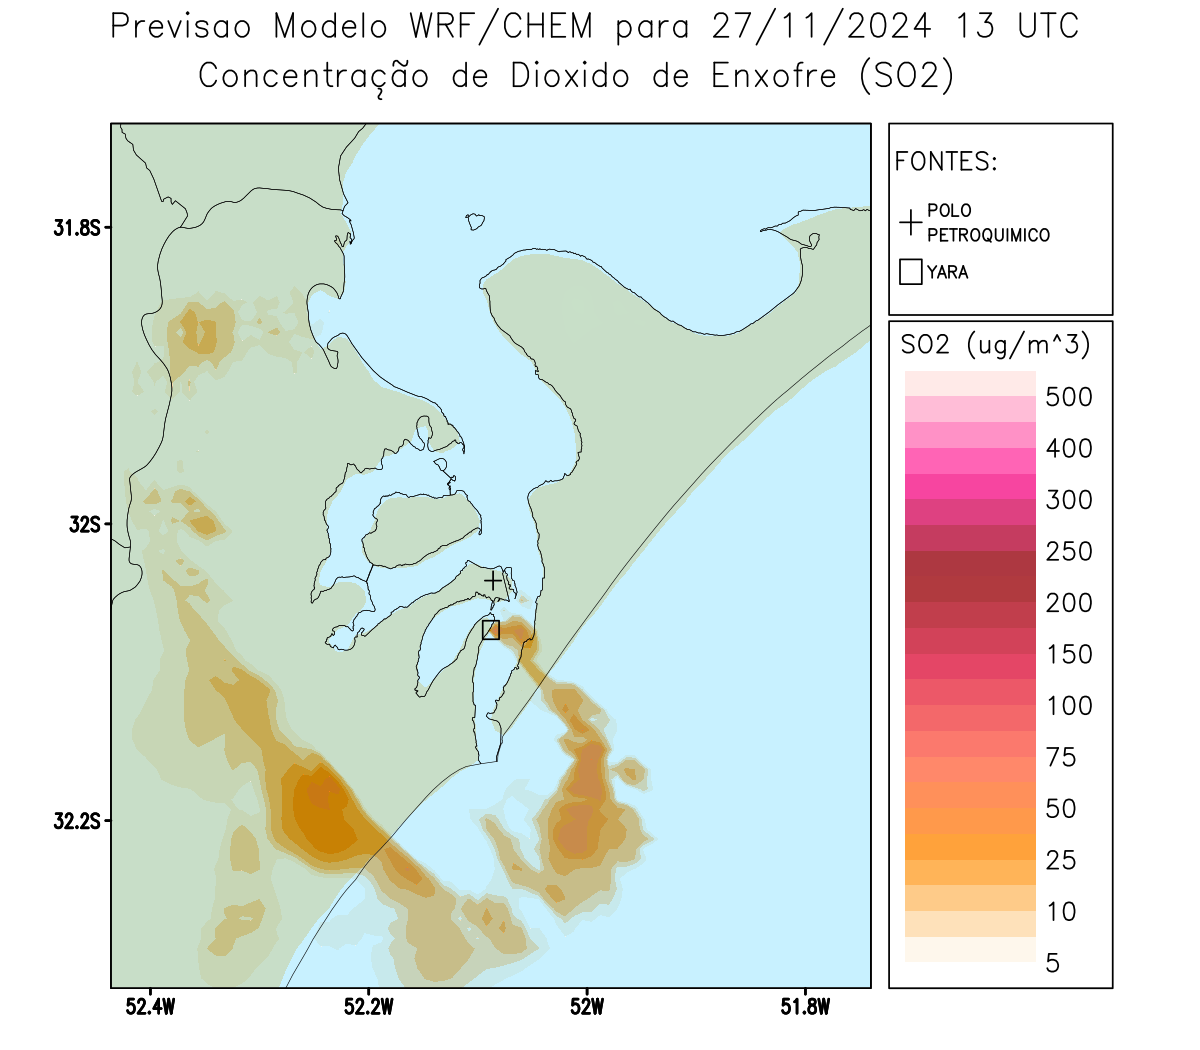 Previsao Modelo WRF/CHEM para 27/11/2024 13 UTC
Concentração de Dioxido de Enxofre (SO2)
FONTES:
POLO
PETROQUIMICO
YARA
SO2 (ug/m^3)
500
400
300
250
200
150
100
75
50
25
10
5
31.8S
32S
32.2S
52.4W
52.2W
52W
51.8W